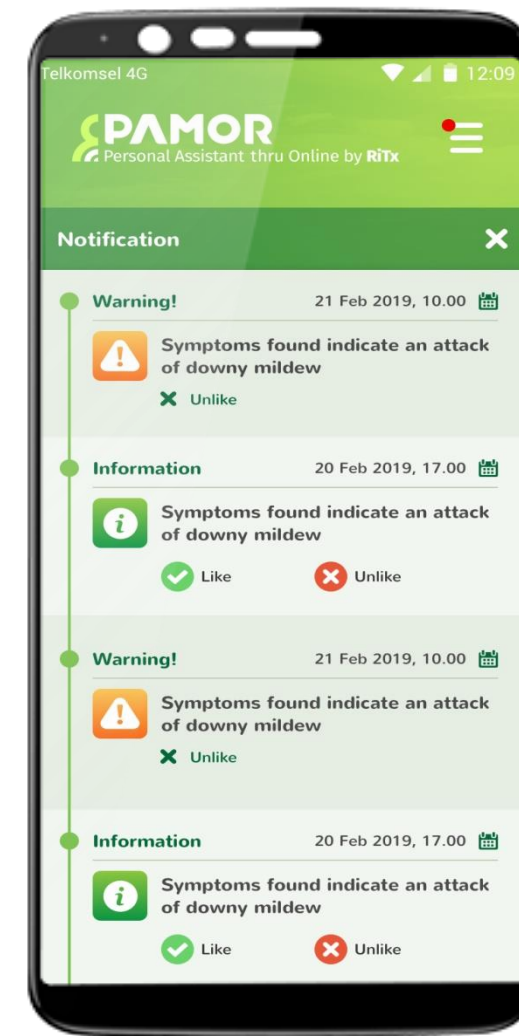 Telkomsel 4G 12:09
PAMOR
Personal Assistant thru Online by RiTx
Notification
Warning! 21 Feb 2019, 10.00
Symptoms found indicate an attack
of downy mildew
Unlike
Information 20 Feb 2019, 17.00
Symptoms found indicate an attack
of downy mildew
Like Unlike
Warning! 21 Feb 2019, 10.00
Symptoms found indicate an attack
of downy mildew
Unlike
Information 20 Feb 2019, 17.00
Symptoms found indicate an attack
of downy mildew
Like Unlike